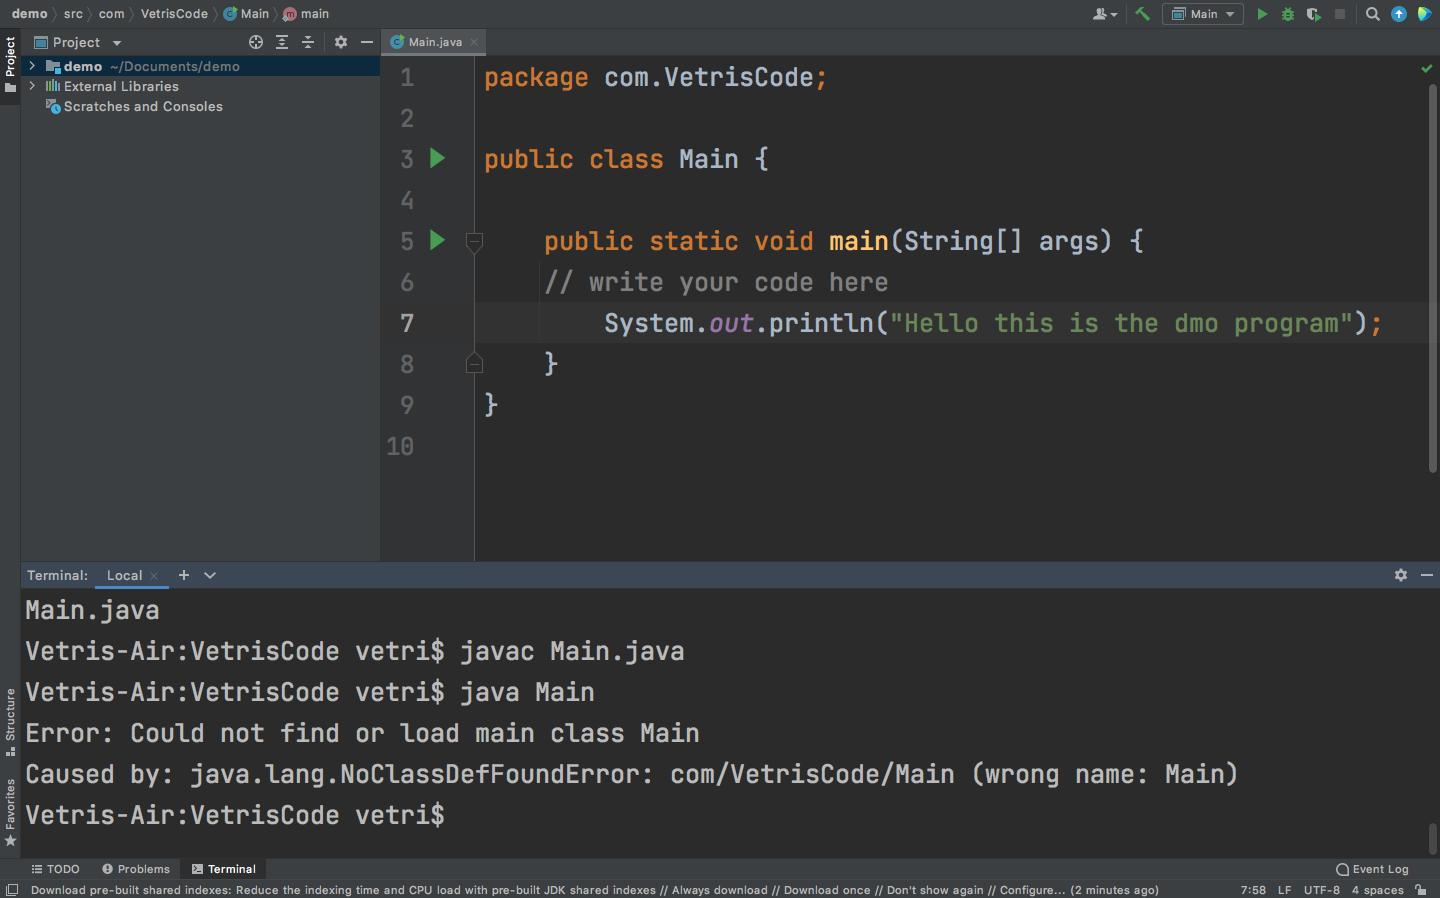 demo src com VetrisCode Main main
Main
Project
Project
Main.java
demo ~/Documents/demo
External Libraries
Scratches and Consoles
1 package com.VetrisCode;
2
3 public class Main {
4
5 public static void main(String[] args) {
6 // write your code here
7 System.out.println("Hello this is the dmo program");
8 }
9 }
10
Terminal: Local
Main.java
Vetris-Air:VetrisCode vetri$ javac Main.java
Vetris-Air:VetrisCode vetri$ java Main
Error: Could not find or load main class Main
Caused by: java.lang.NoClassDefFoundError: com/VetrisCode/Main (wrong name: Main)
Vetris-Air:VetrisCode vetri$
Structure
Favorites
TODO Problems Terminal Event Log
Download pre-built shared indexes: Reduce the indexing time and CPU load with pre-built JDK shared indexes // Always download // Download once // Don't show again // Configure... (2 minutes ago) 7:58 LF UTF-8 4 spaces